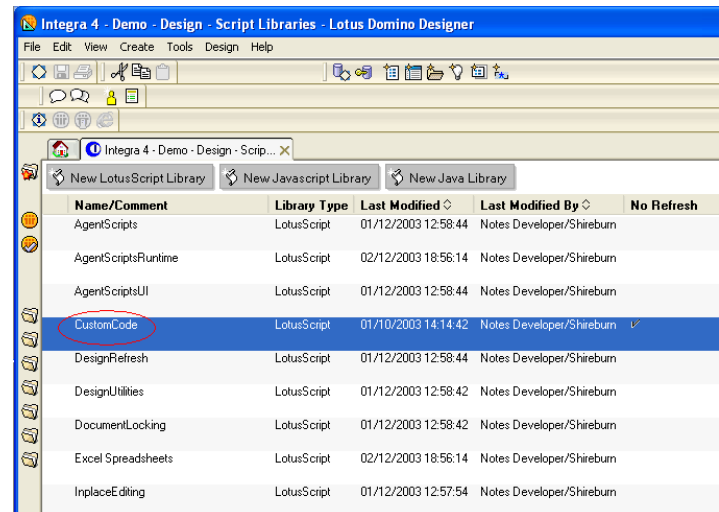 Integra 4 - Demo - Design - Script Libraries - Lotus Domino Designer
File Edit View Create Tools Design Help
Integra 4 - Demo - Design - Scrip...
New LotusScript Library New Javascript Library New Java Library
Name/Comment Library Type Last Modified Last Modified By No Refresh
AgentScripts LotusScript 01/12/2003 12:58:44 Notes Developer/Shireburn
AgentScriptsRuntime LotusScript 02/12/2003 18:56:14 Notes Developer/Shireburn
AgentScriptsUI LotusScript 01/12/2003 12:58:44 Notes Developer/Shireburn
CustomCode LotusScript 01/10/2003 14:14:42 Notes Developer/Shireburn
DesignRefresh LotusScript 01/12/2003 12:58:44 Notes Developer/Shireburn
DesignUtilities LotusScript 01/12/2003 12:58:42 Notes Developer/Shireburn
DocumentLocking LotusScript 01/12/2003 12:58:42 Notes Developer/Shireburn
Excel Spreadsheets LotusScript 02/12/2003 18:56:14 Notes Developer/Shireburn
InplaceEditing LotusScript 01/12/2003 12:57:54 Notes Developer/Shireburn